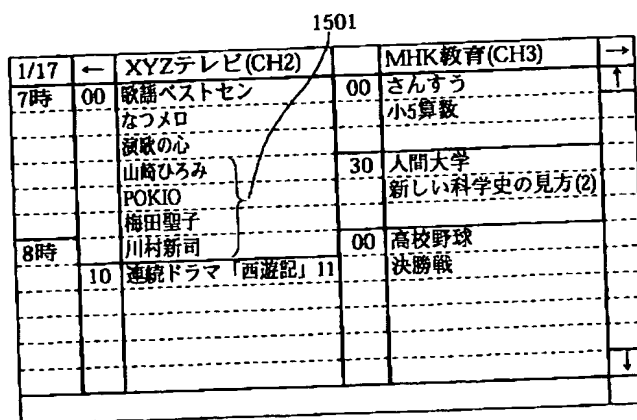 1501
1/17 ← XYZテレビ(CH2) MHK教育(CH3) →
7時 00 歌謡ベストセン 00 さんすう ↑
なつメロ 小5算数
演歌の心
山崎ひろみ 30 人間大学
POKIO 新しい科学史の見方(2)
梅田聖子
8時 川村新司 00 高校野球
10 連続ドラマ「西遊記」11 決勝戦
↓